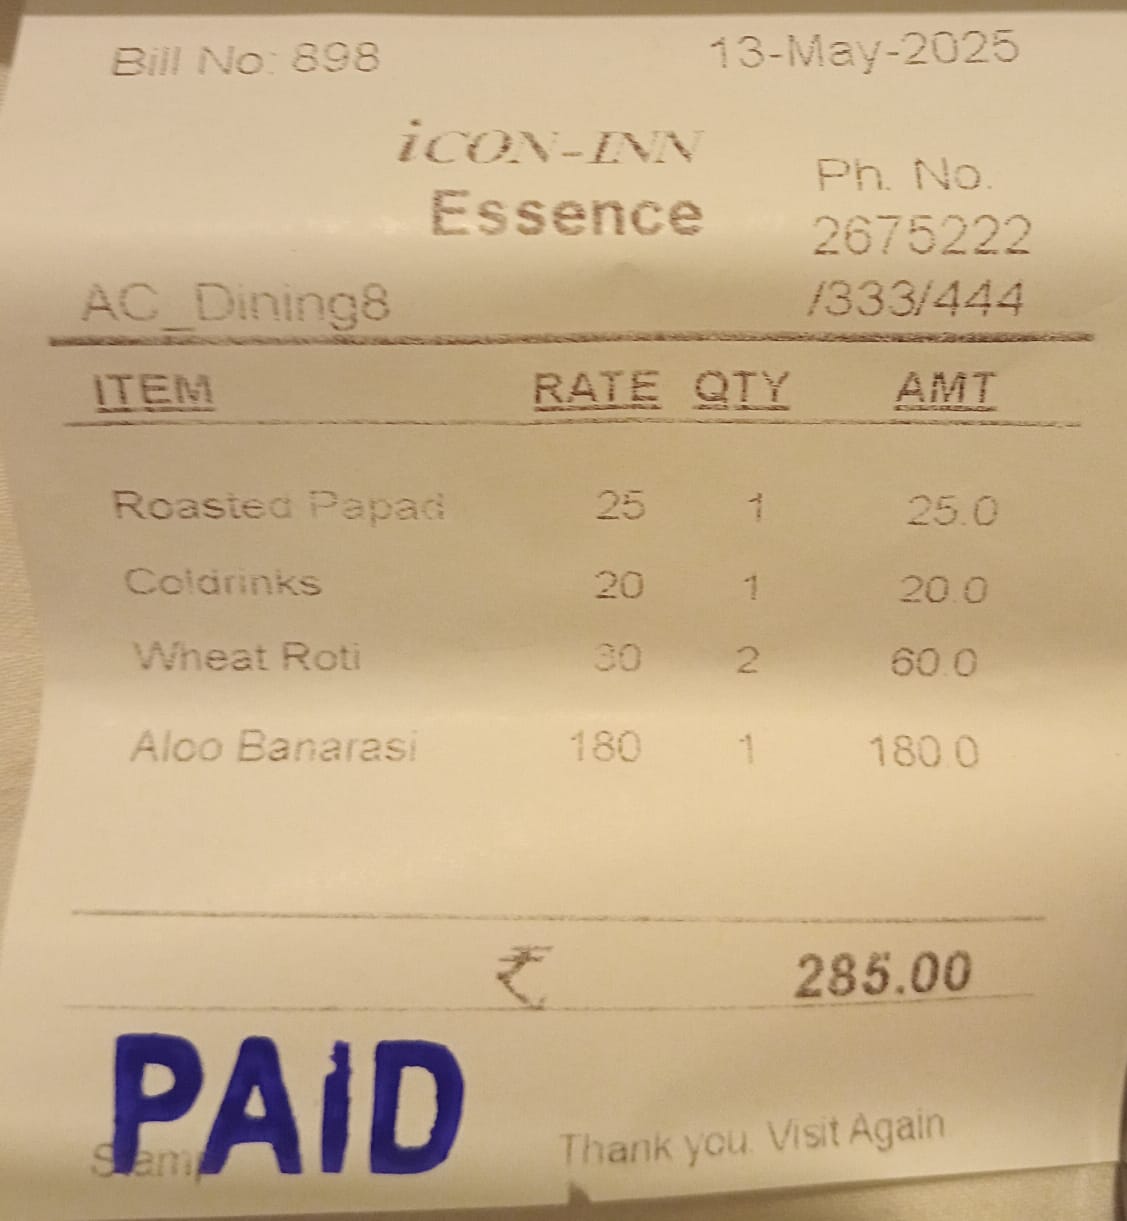 Bill No: 898 13-May-2025
iCON-INN
Essence
Ph. No.
2675222
/333/444
AC_Dining8
ITEM RATE QTY AMT
Roasted Papad 25 1 25.0
Coldrinks 20 1 20.0
Wheat Roti 30 2 60.0
Aloo Banarasi 180 1 180.0
₹ 285.00
PAID
Stamp
Thank you. Visit Again